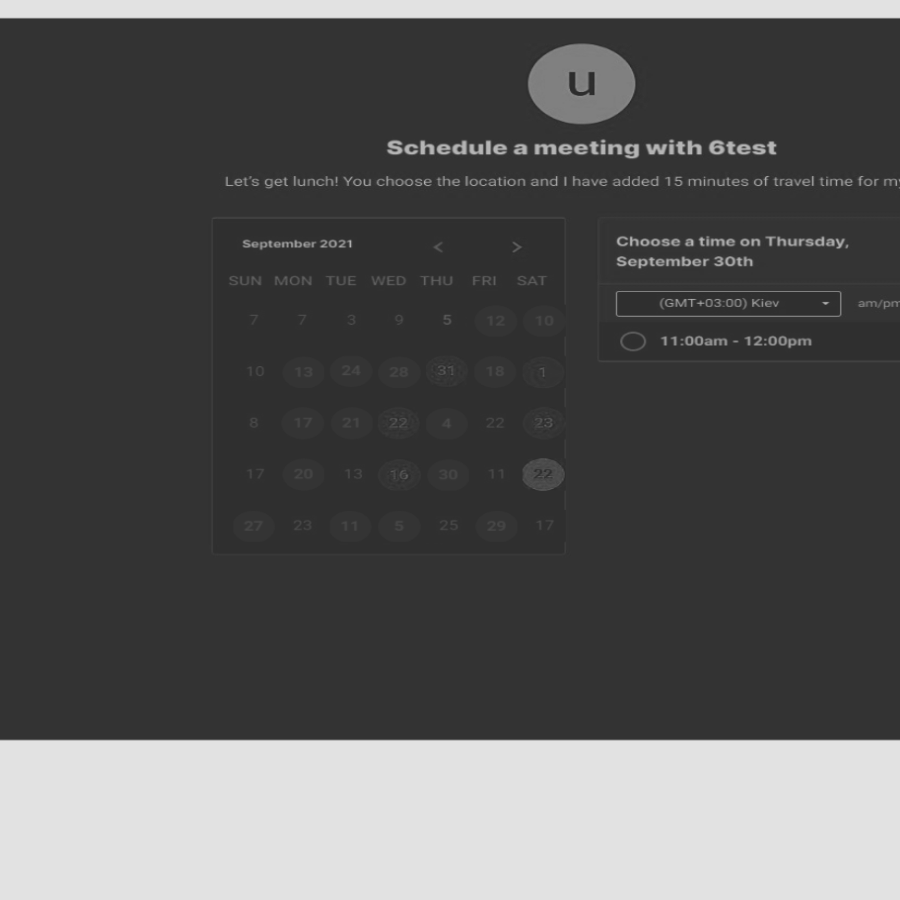 u
Schedule a meeting with 6test
Let's get lunch! You choose the location and I have added 15 minutes of travel time for my
September 2021 < >
SUN MON TUE WED THU FRI SAT
7 7 3 9 5 12 10
10 13 24 28 31 18 1
8 17 21 22 4 22 23
17 20 13 16 30 11 22
27 23 11 5 25 29 17
Choose a time on Thursday,
September 30th
(GMT+03:00) Kiev am/pm
11:00am - 12:00pm